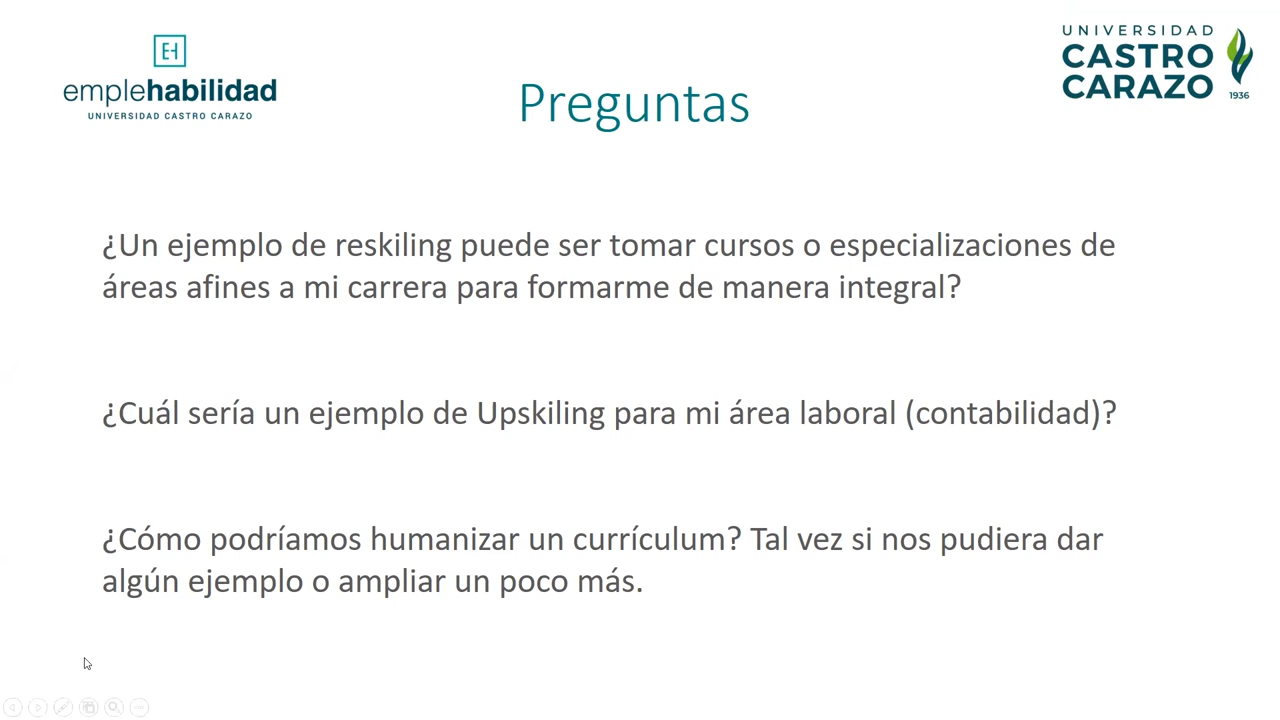 EH
emplehabilidad
UNIVERSIDAD CASTRO CARAZO
Preguntas
UNIVERSIDAD
CASTRO
CARAZO
1936
¿Un ejemplo de reskiling puede ser tomar cursos o especializaciones de
áreas afines a mi carrera para formarme de manera integral?
¿Cuál sería un ejemplo de Upskiling para mi área laboral (contabilidad)?
¿Cómo podríamos humanizar un currículum? Tal vez si nos pudiera dar
algún ejemplo o ampliar un poco más.